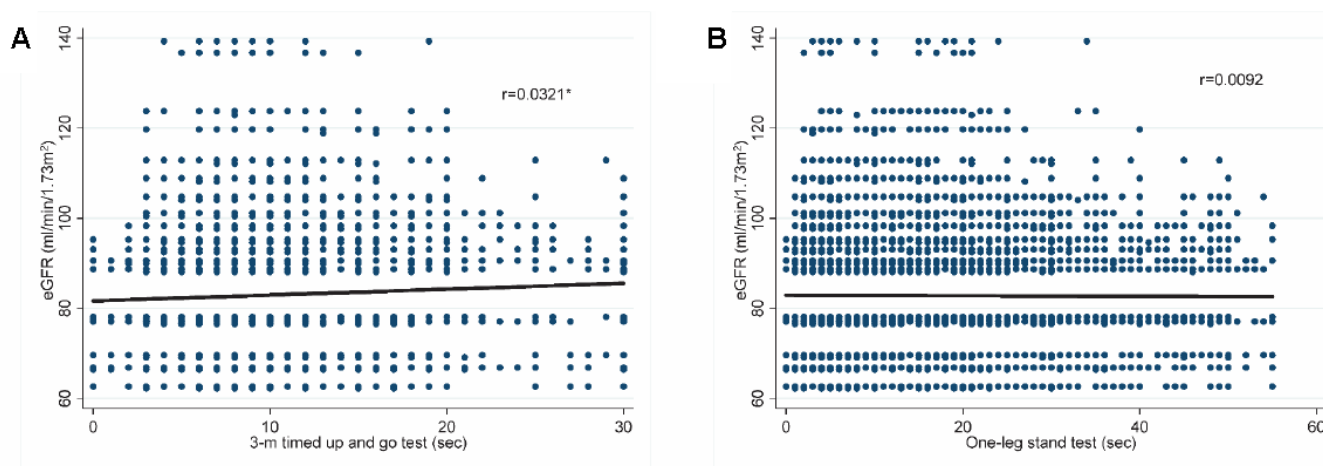 A
eGFR (ml/min/1.73m²)
140
120
100
80
60
r=0.0321*
0
10
20
30
3-m timed up and go test (sec)
B
eGFR (ml/min/1.73m²)
140
120
100
80
60
r=0.0092
0
20
40
60
One-leg stand test (sec)